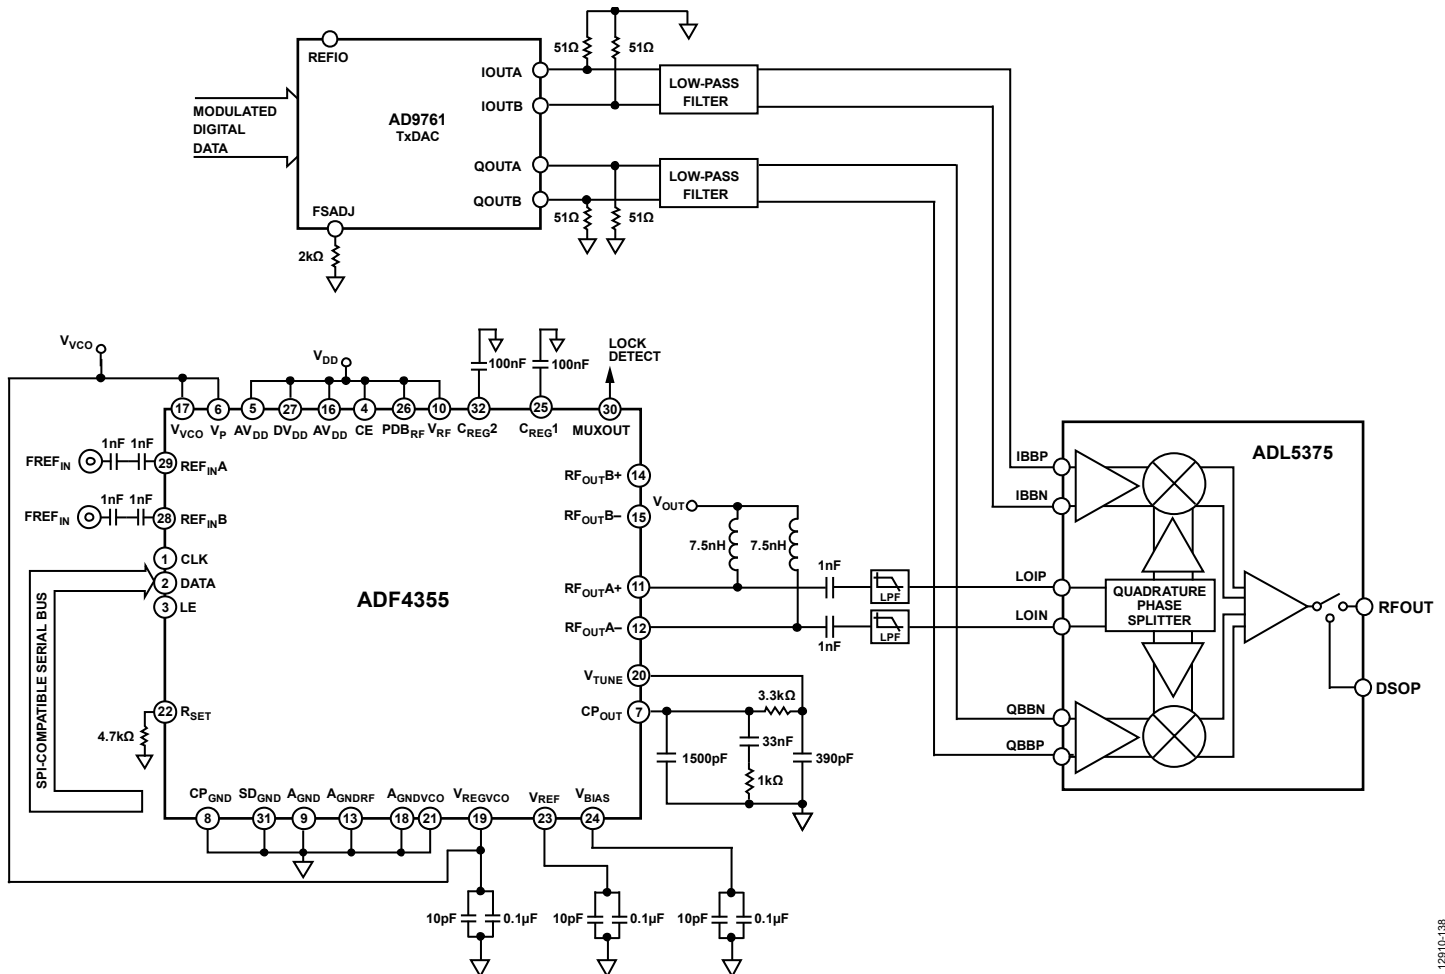 REFIO
MODULATED
DIGITAL
DATA
AD9761
TxDAC
IOUTA
IOUTB
QOUTA
QOUTB
FSADJ
2kΩ
51Ω
51Ω
LOW-PASS
FILTER
LOW-PASS
FILTER
51Ω
51Ω
VVCO
VDD
100nF
100nF
LOCK
DETECT
17
6
5
27
16
4
26
10
32
25
30
VVCO
VP
AVDD
DVDD
AVDD
CE
PDBRF
VRF
CREG2
CREG1
MUXOUT
1nF
1nF
FREFIN
29
REFINA
1nF
1nF
FREFIN
28
REFINB
1
CLK
2
DATA
3
LE
SPI-COMPATIBLE SERIAL BUS
22
RSET
4.7kΩ
ADF4355
RFOUTB+
14
RFOUTB–
15
RFOUTA+
11
RFOUTA–
12
VTUNE
20
CPOUT
7
VOUT
7.5nH
7.5nH
1nF
LPF
1nF
LPF
3.3kΩ
1500pF
33nF
1kΩ
390pF
CPGND
SDGND
AGND
AGNDRF
AGNDVCO
VREGVCO
VREF
VBIAS
8
31
9
13
18
21
19
23
24
10pF
0.1µF
10pF
0.1µF
10pF
0.1µF
ADL5375
IBBP
IBBN
LOIP
LOIN
QUADRATURE
PHASE
SPLITTER
QBBN
QBBP
RFOUT
DSOP
12910-138